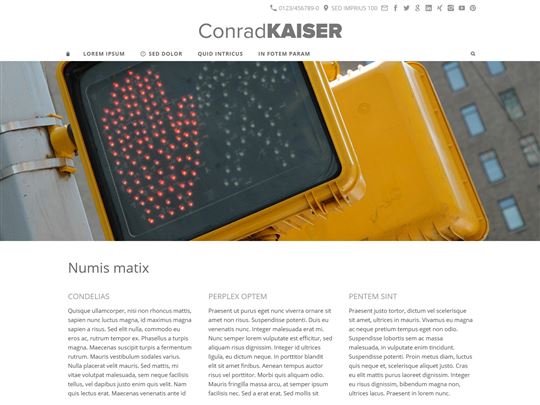 0123/456789-0 SED IMPRIUS 100
ConradKAISER
LOREM IPSUM SED DOLOR QUID INTRICUS IN FOTEM PARAM
Numis matix
CONDELIAS
Quisque ullamcorper, nisi non rhoncus mattis,
sapien nunc luctus magna, id maximus magna
sapien a risus. Sed elit nulla, commodo eu
eros ac, rutrum tempor ex. Phasellus a turpis
magna. Maecenas suscipit turpis a fermentum
rutrum. Mauris vestibulum sodales varius.
Nulla placerat velit mauris. Sed mattis, mi
vitae volutpat malesuada, sem neque facilisis
tellus, vel dapibus justo enim quis velit. Nam
quis lectus erat. Maecenas venenatis ante id
PERPLEX OPTEM
Praesent ut purus eget nunc viverra ornare sit
amet non risus. Suspendisse potenti. Duis eu
venenatis nunc. Integer malesuada erat mi.
Nunc semper lorem vulputate est efficitur, sed
aliquam risus dignissim. Integer id ultrices
ligula, eu dictum neque. In porttitor blandit
elit sit amet finibus. Aenean tempus auctor
risus vel porttitor. Morbi quis aliquam odio.
Mauris fringilla massa arcu, at semper ipsum
facilisis nec. Sed a erat erat. Sed mollis sit
PENTEM SINT
Praesent justo tortor, dictum vel scelerisque
sit amet, ultrices in mauris. Vivamus eu magna
ac neque pretium tempus eget non odio.
Suspendisse lobortis sem ac massa
malesuada, in vulputate enim tincidunt.
Suspendisse potenti. Proin metus diam, luctus
quis neque et, scelerisque aliquet justo. Cras
eu elit mattis purus laoreet dignissim. Integer
eu risus dignissim, bibendum magna non,
ultrices lacus. Praesent in lorem nunc.